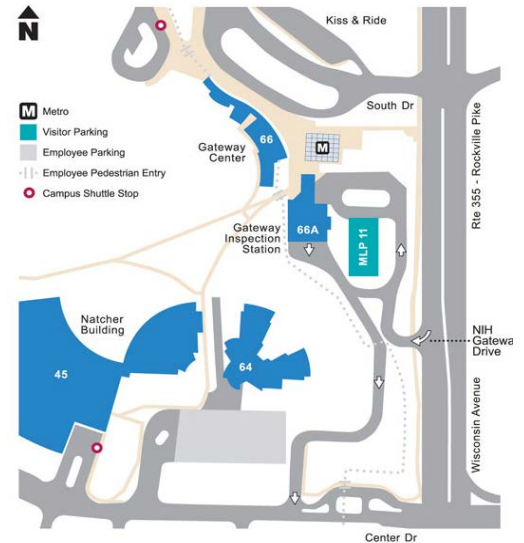 N
Kiss & Ride
M Metro
Visitor Parking
Employee Parking
Employee Pedestrian Entry
Campus Shuttle Stop
South Dr
Rte 355 - Rockville Pike
66
Gateway
Center
M
Gateway
Inspection
Station
66A
MLP 11
Natcher
Building
45
64
NIH
Gateway
Drive
Wisconsin Avenue
Center Dr